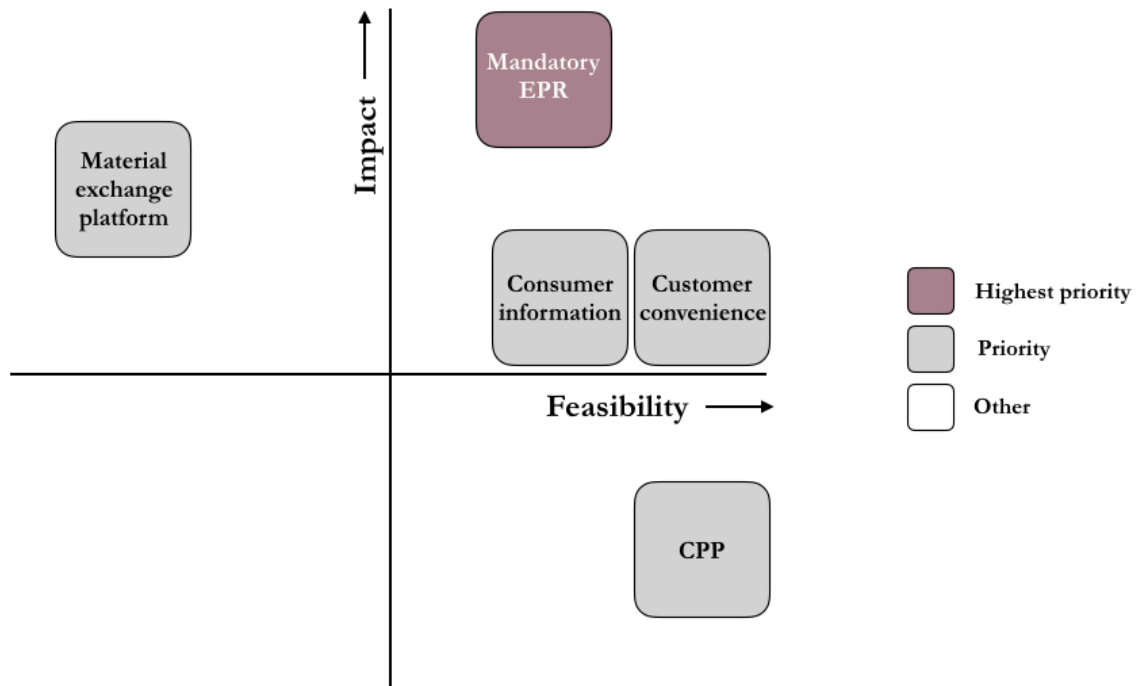 Mandatory
EPR
Impact
Material
exchange
platform
Consumer
information
Customer
convenience
Highest priority
Priority
Feasibility
Other
CPP